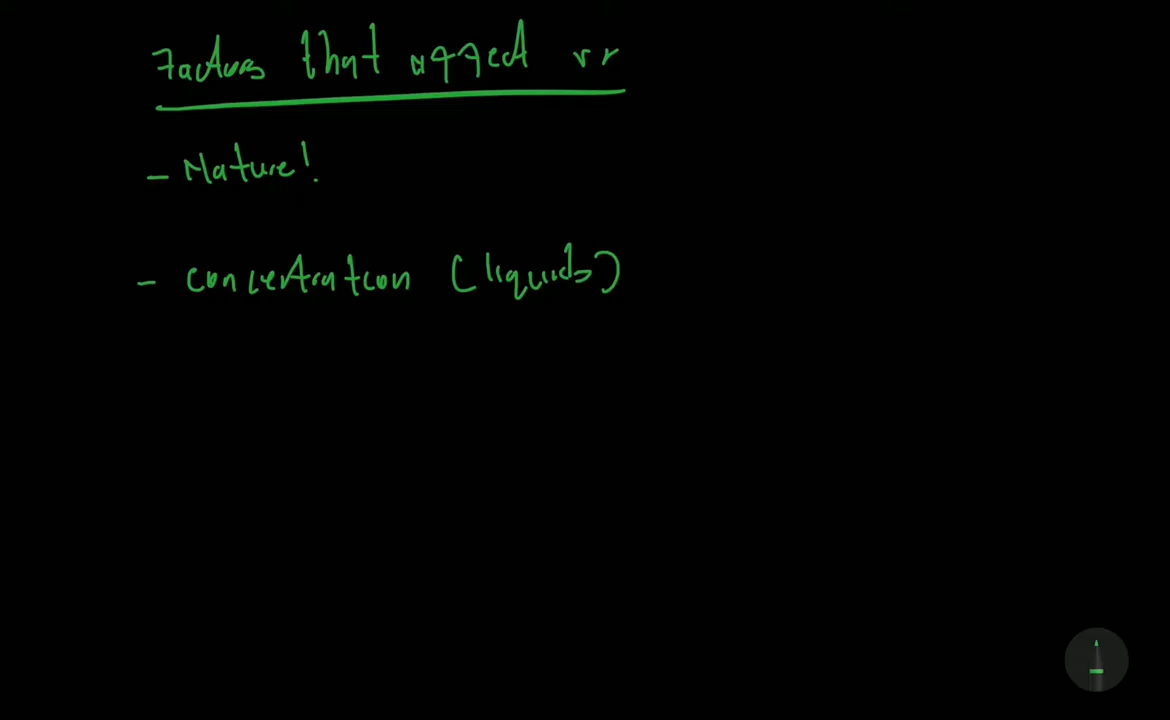 Factors that affect rr
- Nature!
- concentration (liquids)